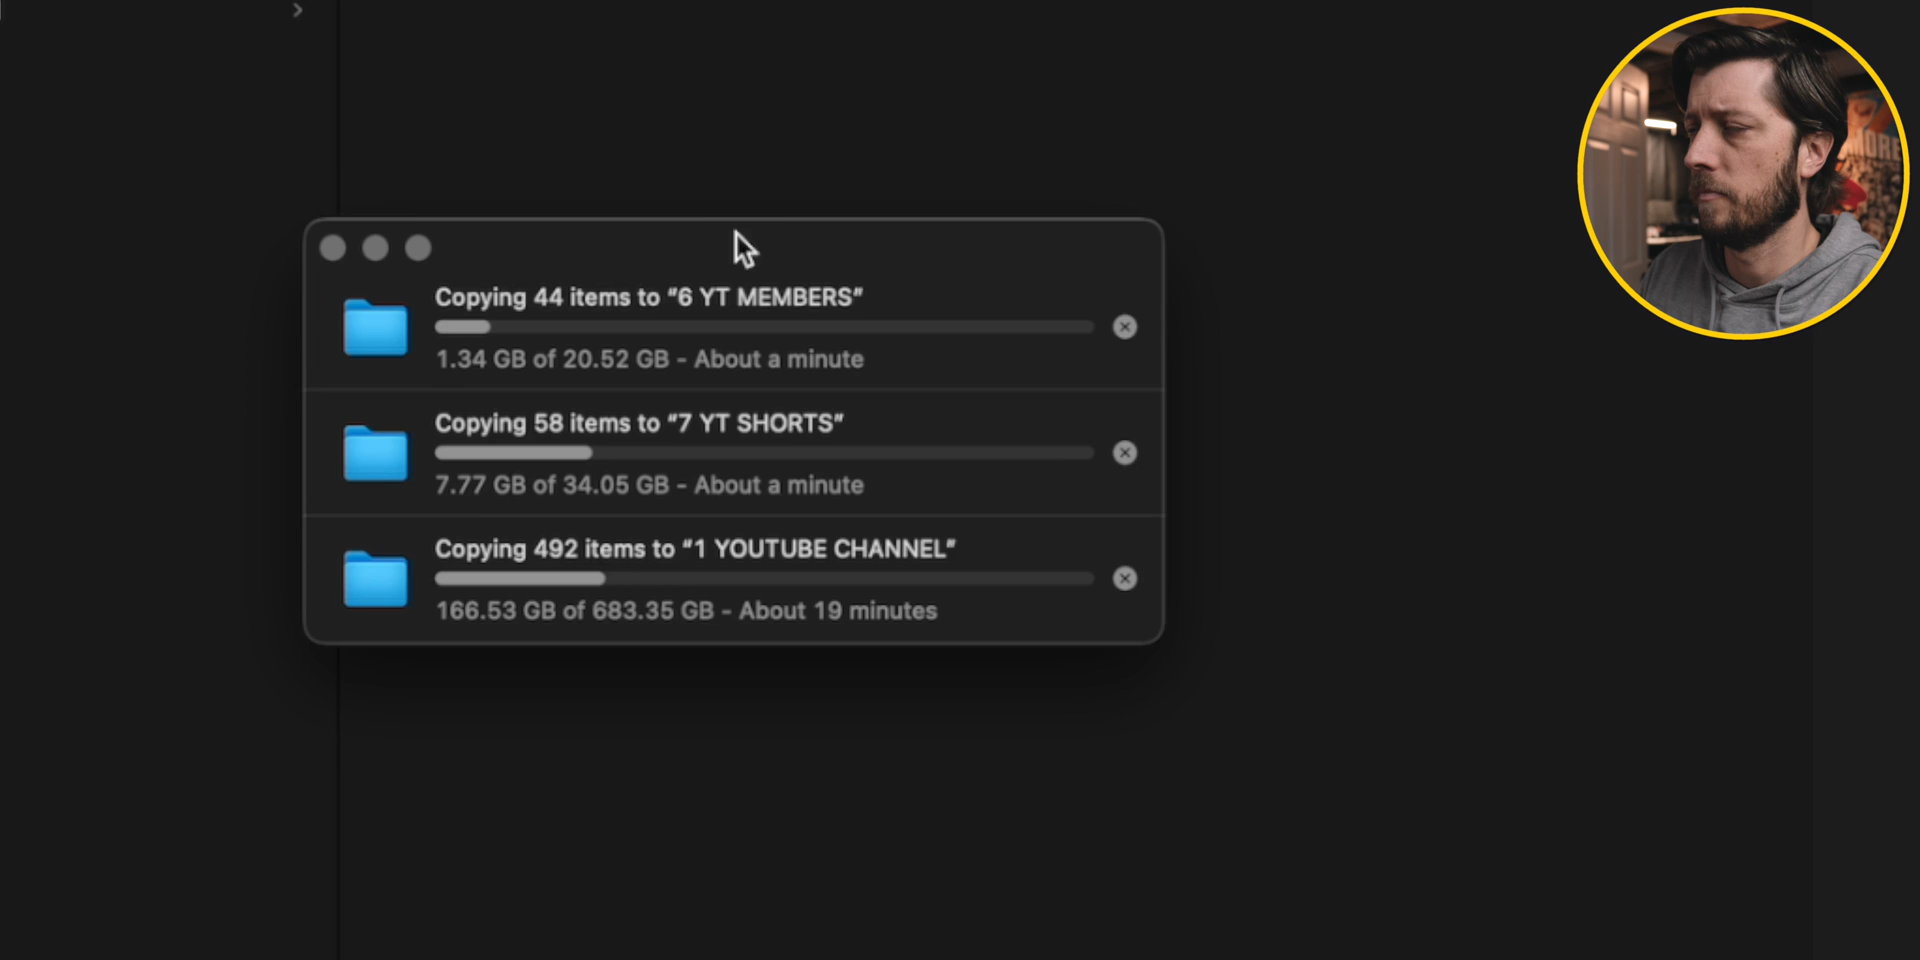 Copying 44 items to “6 YT MEMBERS”
1.34 GB of 20.52 GB - About a minute
Copying 58 items to “7 YT SHORTS”
7.77 GB of 34.05 GB - About a minute
Copying 492 items to “1 YOUTUBE CHANNEL”
166.53 GB of 683.35 GB - About 19 minutes
MORE